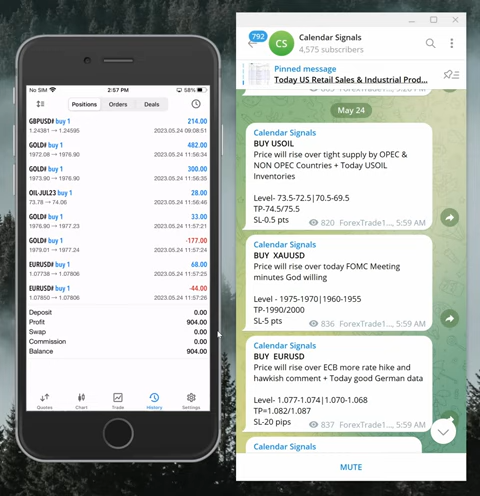 No SIM 2:57 PM 58%
Positions Orders Deals
GBPUSD# buy 1 214.00
1.24381 → 1.24595 2023.05.24 09:08:51
GOLD# buy 1 482.00
1972.08 → 1976.90 2023.05.24 11:56:34
GOLD# buy 1 300.00
1973.90 → 1976.90 2023.05.24 11:56:35
OIL-JUL23 buy 1 28.00
73.78 → 74.06 2023.05.24 11:56:46
GOLD# buy 1 33.00
1976.90 → 1977.23 2023.05.24 11:57:21
GOLD# buy 1 -177.00
1979.01 → 1977.24 2023.05.24 11:57:24
EURUSD# buy 1 68.00
1.07738 → 1.07806 2023.05.24 11:57:25
EURUSD# buy 1 -44.00
1.07850 → 1.07806 2023.05.24 11:57:26
Deposit 0.00
Profit 904.00
Swap 0.00
Commission 0.00
Balance 904.00
Quotes Chart Trade History Settings
792
CS
Calendar Signals
4,575 subscribers
Pinned message
Today US Retail Sales & Industrial Prod...
May 24
Calendar Signals
BUY USOIL
Price will rise over tight supply by OPEC &
NON OPEC Countries + Today USOIL
Inventories
Level- 73.5-72.5|70.5-69.5
TP-74.5/75.5
SL-0.5 pts
820 ForexTrade1..., 5:59 AM
Calendar Signals
BUY XAUUSD
Price will rise over today FOMC Meeting
minutes God willing
Level - 1975-1970|1960-1955
TP-1990/2000
SL-5 pts
836 ForexTrade1..., 5:59 AM
Calendar Signals
BUY EURUSD
Price will rise over ECB more rate hike and
hawkish comment + Today good German
data
Level- 1.077-1.074|1.070-1.068
TP=1.082/1.087
SL-20 pips
837 ForexTrade1..., 5:59 AM
Calendar Signals
MUTE